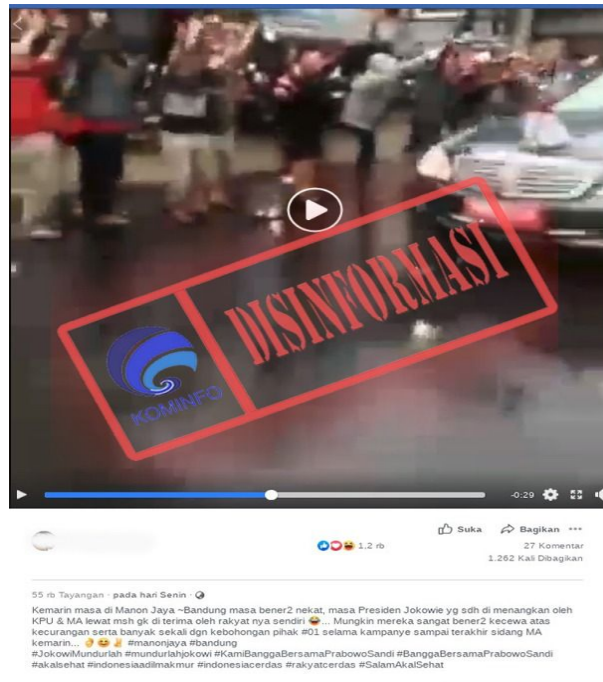 KOMINFO
DISINFORMASI
-0:29
Suka
Bagikan
1,2 rb
27 Komentar
1.262 Kali Dibagikan
55 rb Tayangan · pada hari Senin ·
Kemarin masa di Manon Jaya ~Bandung masa bener2 nekat, masa Presiden Jokowie yg sdh di menangkan oleh
KPU & MA lewat msh gk di terima oleh rakyat nya sendiri 😂... Mungkin mereka sangat bener2 kecewa atas
kecurangan serta banyak sekali dgn kebohongan pihak #01 selama kampanye sampai terakhir sidang MA
kemarin... 👌😂✌ #manonjaya #bandung
#JokowiMundurlah #mundurlahjokowi #KamiBanggaBersamaPrabowoSandi #BanggaBersamaPrabowoSandi
#akalsehat #indonesiaadilmakmur #indonesiacerdas #rakyatcerdas #SalamAkalSehat